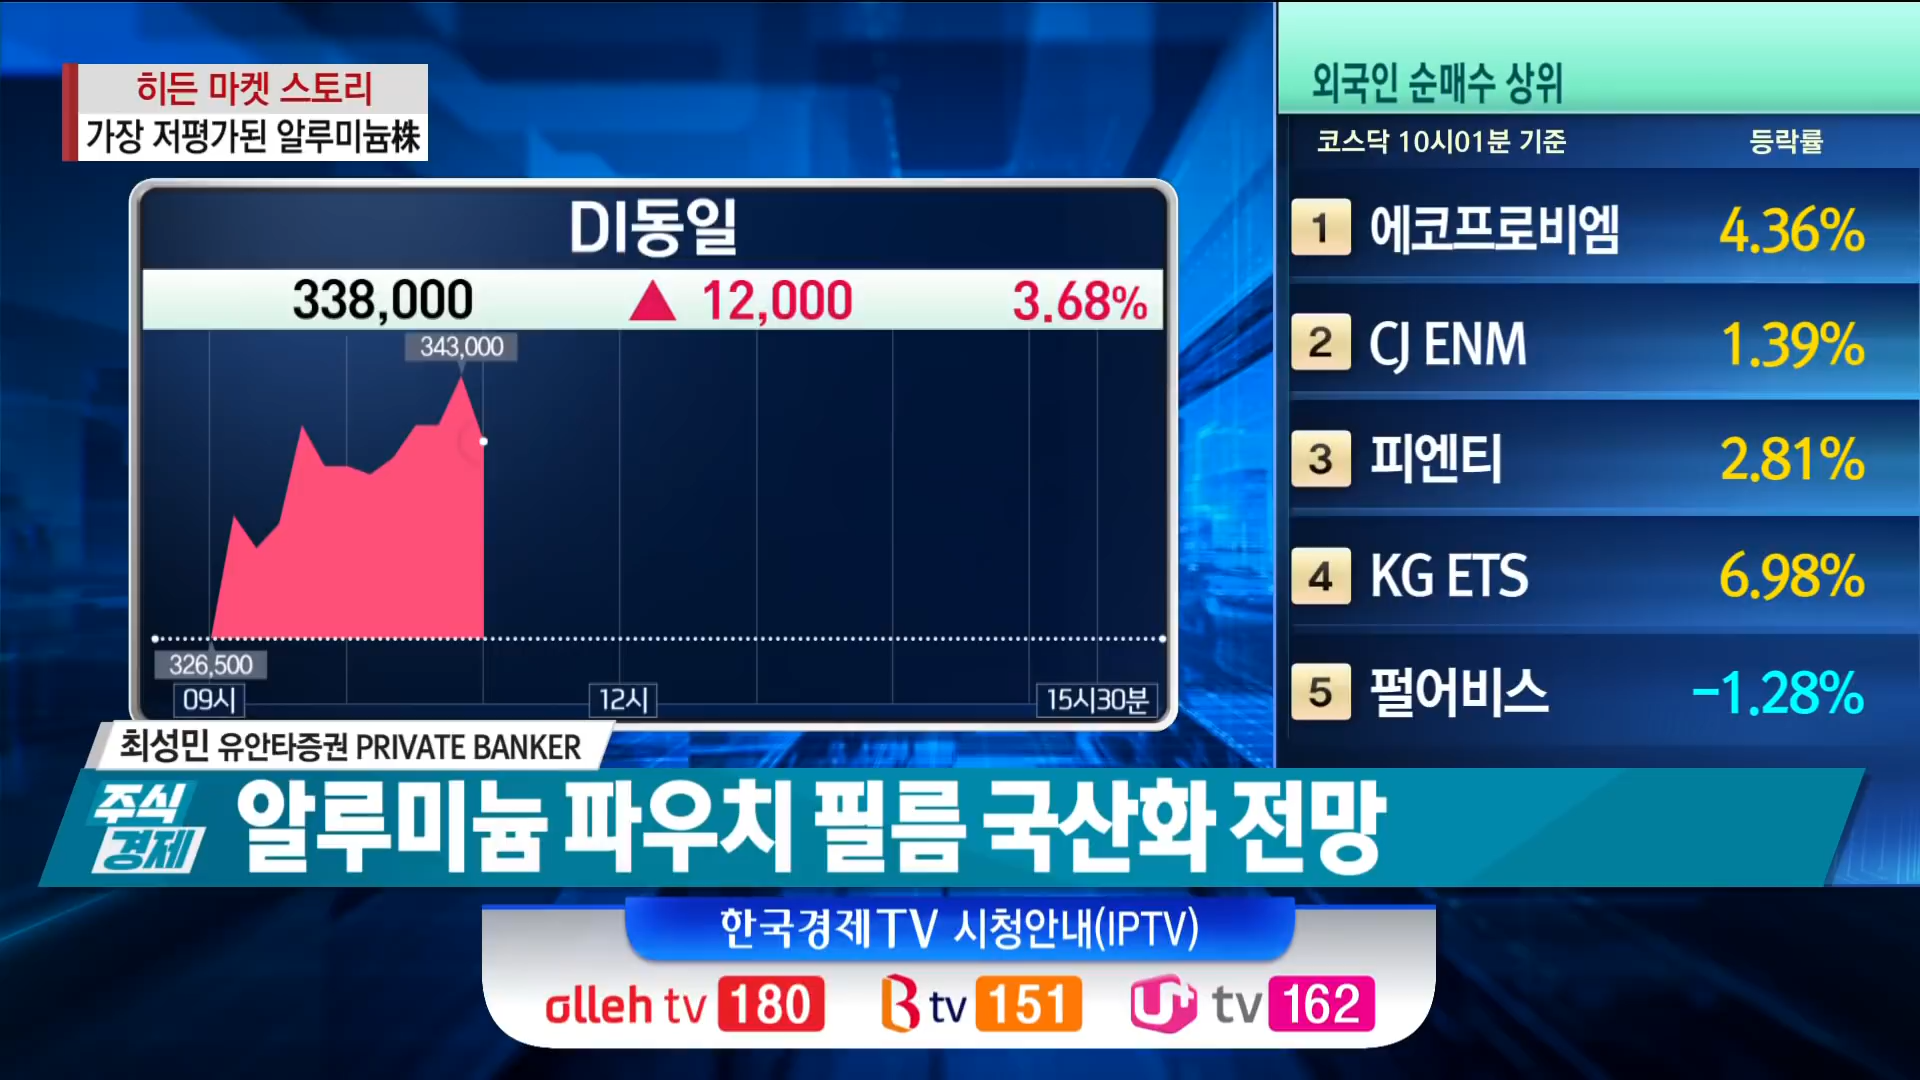 히든 마켓 스토리
가장 저평가된 알루미늄株
DI동일
338,000 ▲ 12,000 3.68%
343,000
326,500
09시 12시 15시30분
외국인 순매수 상위
코스닥 10시01분 기준 등락률
1 에코프로비엠 4.36%
2 CJ ENM 1.39%
3 피엔티 2.81%
4 KG ETS 6.98%
5 펄어비스 -1.28%
최성민 유안타증권 PRIVATE BANKER
주식
경제
알루미늄 파우치 필름 국산화 전망
한국경제TV 시청안내(IPTV)
olleh tv 180 B tv 151 U+ tv 162